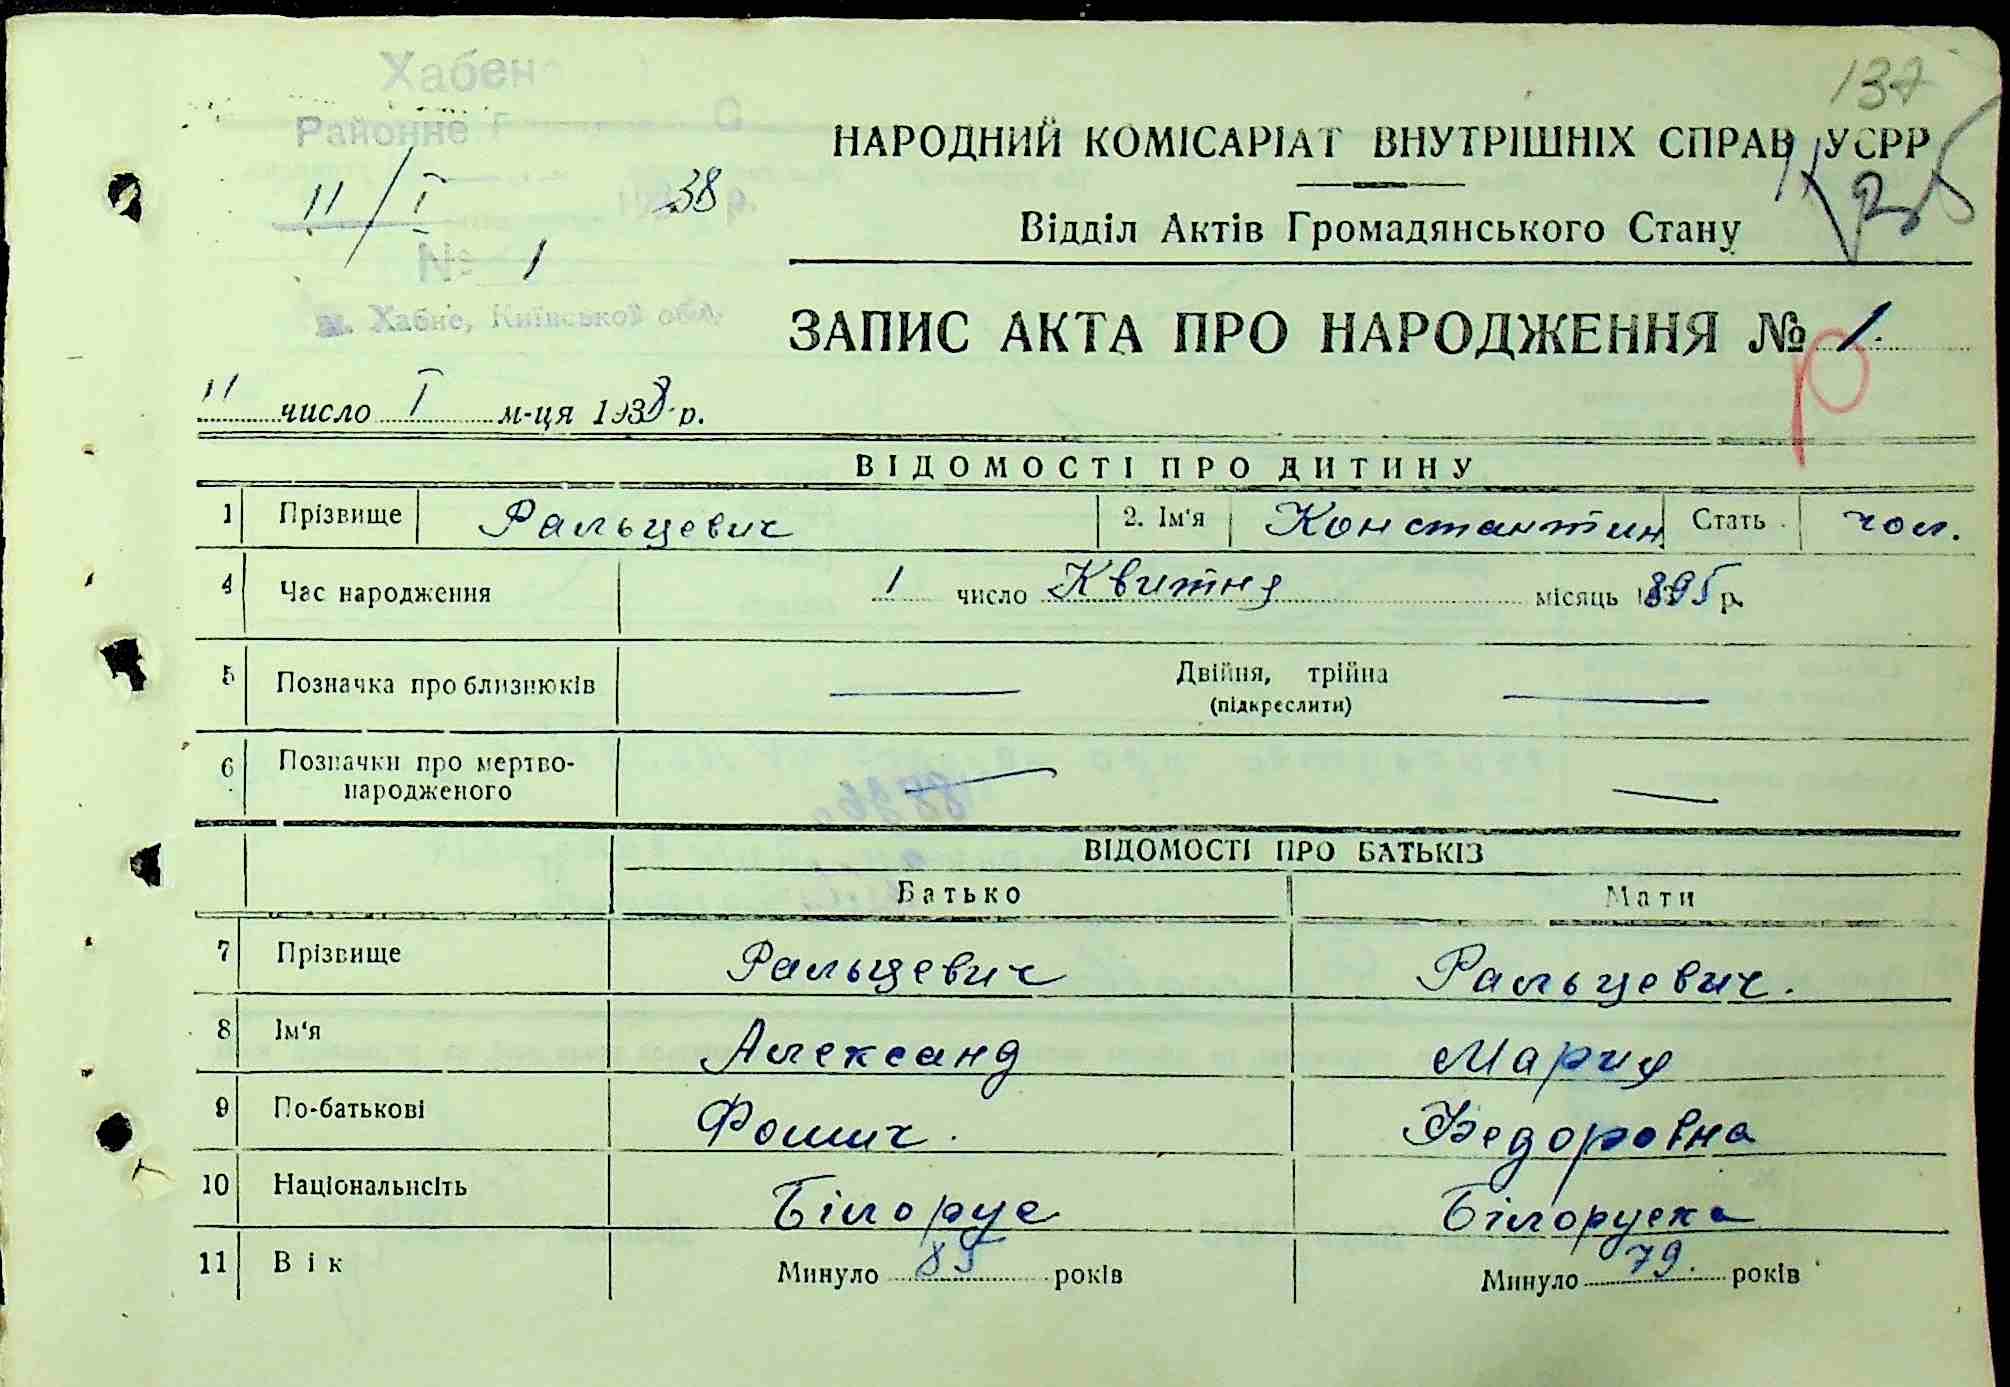 Хабен
137
Районне
НАРОДНИЙ КОМІСАРІАТ ВНУТРІШНІХ СПРАВ УСРР
11/I 1938 р.
Відділ Актів Громадянського Стану
№ 1
м. Хабне, Київської обл.
ЗАПИС АКТА ПРО НАРОДЖЕННЯ № 1.
11 число I м-ця 1938 р.
ВІДОМОСТІ ПРО ДИТИНУ
1 Прізвище Ральцевич 2. Ім'я Константин Стать чол.
4 Час народження 1 число Квитня місяць 1895 р.
5 Позначка про близнюків Двійня, трійна
(підкреслити)
6 Позначки про мертво-
народженого
ВІДОМОСТІ ПРО БАТЬКІВ
Батько Мати
7 Прізвище Ральцевич Ральцевич.
8 Ім'я Александ Мария
9 По-батькові Фомич. Федоровна
10 Національнсіть Білорус Білоруска
11 Вік Минуло 85 років Минуло 79. років